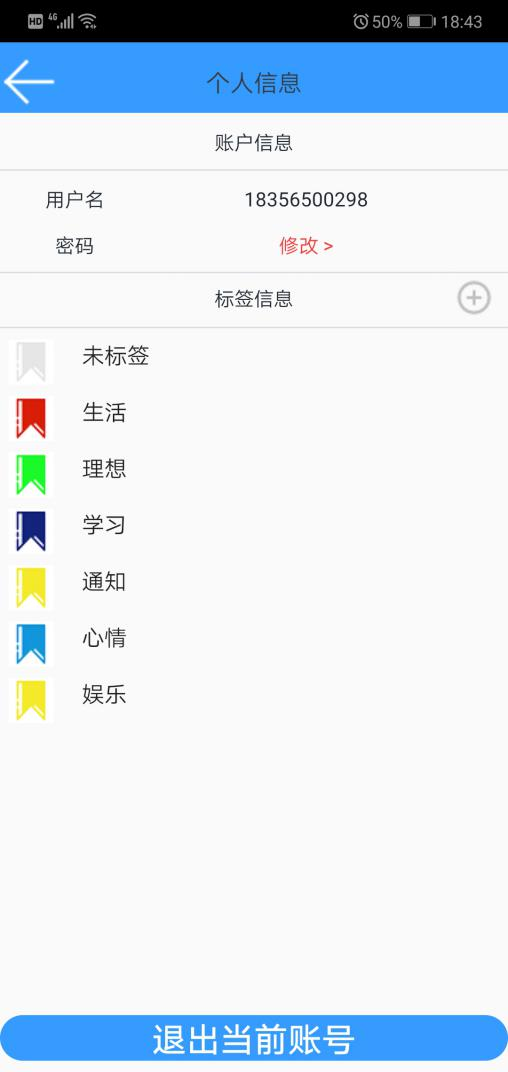 HD 4G 50% 18:43
个人信息
账户信息
用户名 18356500298
密码 修改 >
标签信息
未标签
生活
理想
学习
通知
心情
娱乐
退出当前账号